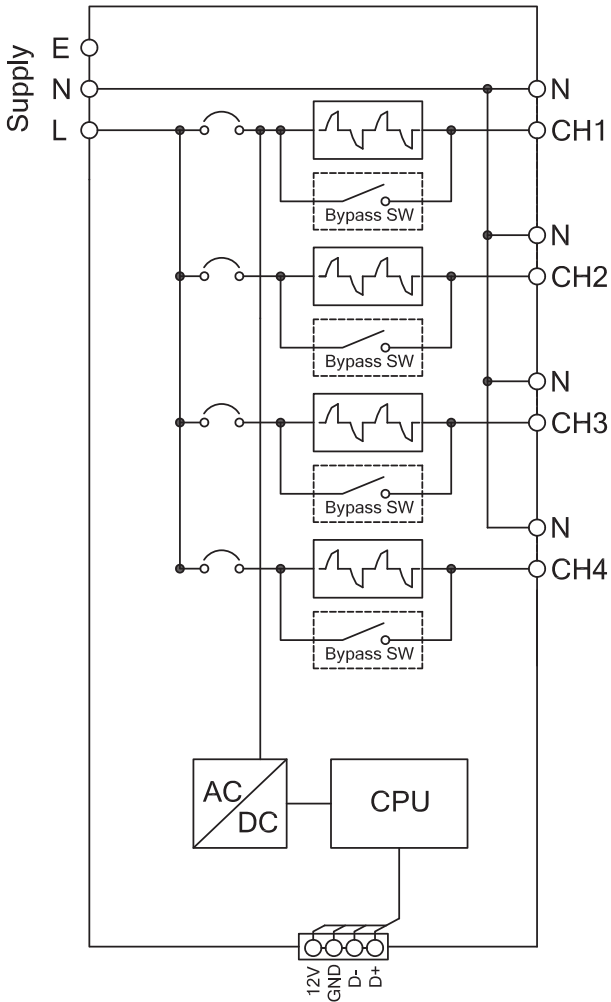 Supply
E
N
L
N
CH1
Bypass SW
N
CH2
Bypass SW
N
CH3
Bypass SW
N
CH4
Bypass SW
AC
DC
CPU
12V
GND
D-
D+